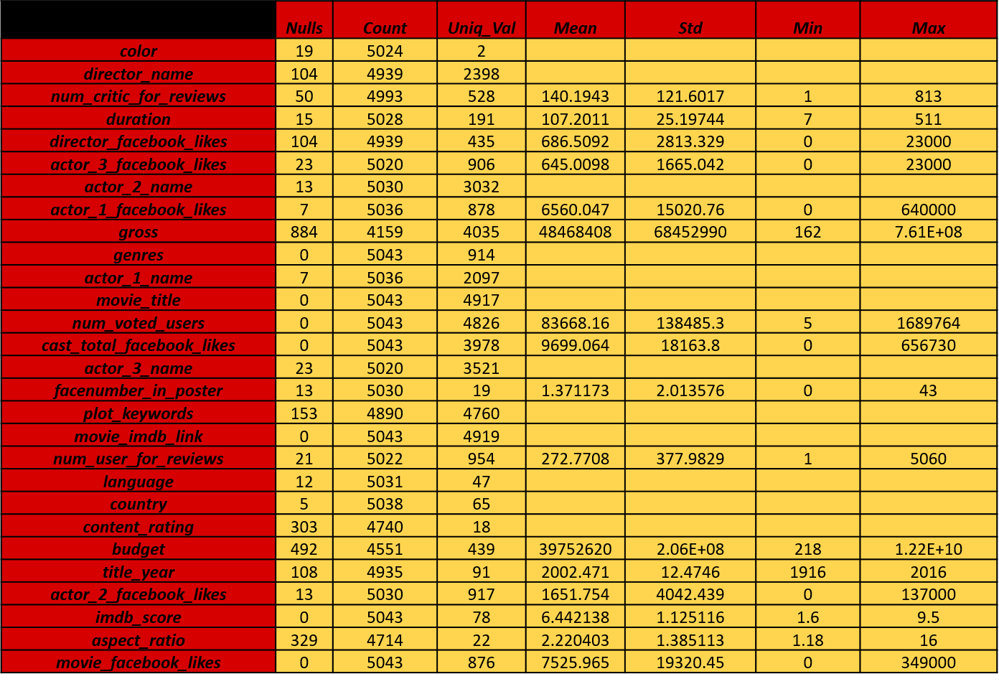 Nulls Count Uniq_Val Mean Std Min Max
color 19 5024 2
director_name 104 4939 2398
num_critic_for_reviews 50 4993 528 140.1943 121.6017 1 813
duration 15 5028 191 107.2011 25.19744 7 511
director_facebook_likes 104 4939 435 686.5092 2813.329 0 23000
actor_3_facebook_likes 23 5020 906 645.0098 1665.042 0 23000
actor_2_name 13 5030 3032
actor_1_facebook_likes 7 5036 878 6560.047 15020.76 0 640000
gross 884 4159 4035 48468408 68452990 162 7.61E+08
genres 0 5043 914
actor_1_name 7 5036 2097
movie_title 0 5043 4917
num_voted_users 0 5043 4826 83668.16 138485.3 5 1689764
cast_total_facebook_likes 0 5043 3978 9699.064 18163.8 0 656730
actor_3_name 23 5020 3521
facenumber_in_poster 13 5030 19 1.371173 2.013576 0 43
plot_keywords 153 4890 4760
movie_imdb_link 0 5043 4919
num_user_for_reviews 21 5022 954 272.7708 377.9829 1 5060
language 12 5031 47
country 5 5038 65
content_rating 303 4740 18
budget 492 4551 439 39752620 2.06E+08 218 1.22E+10
title_year 108 4935 91 2002.471 12.4746 1916 2016
actor_2_facebook_likes 13 5030 917 1651.754 4042.439 0 137000
imdb_score 0 5043 78 6.442138 1.125116 1.6 9.5
aspect_ratio 329 4714 22 2.220403 1.385113 1.18 16
movie_facebook_likes 0 5043 876 7525.965 19320.45 0 349000